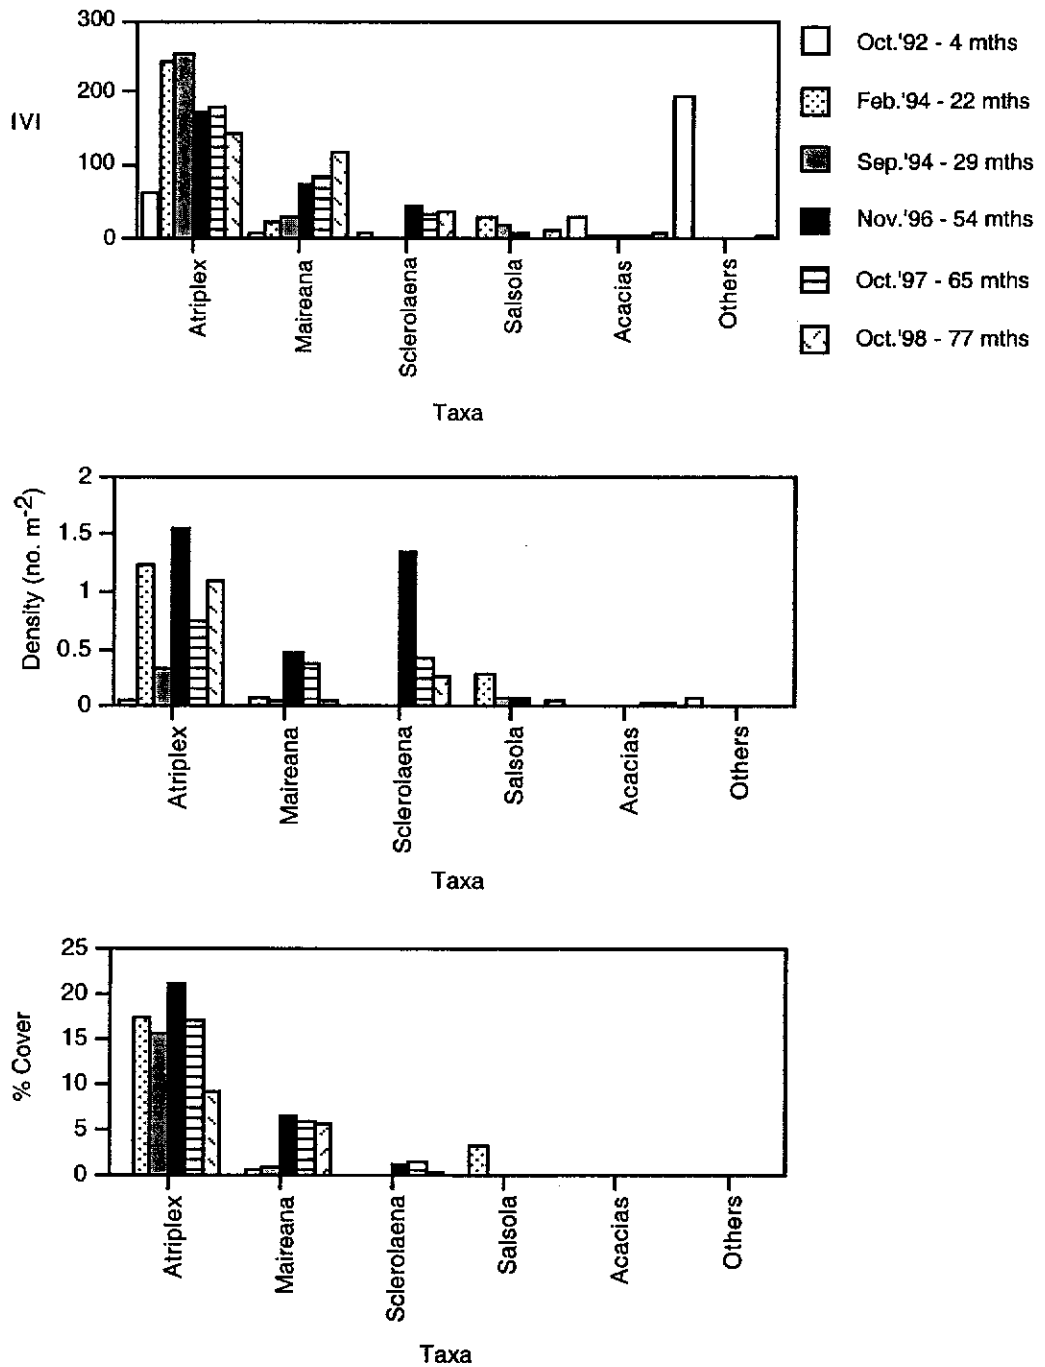 300
200
100
0
IVI
Atriplex
Maireana
Sclerolaena
Salsola
Acacias
Others
Taxa
Oct.'92 - 4 mths
Feb.'94 - 22 mths
Sep.'94 - 29 mths
Nov.'96 - 54 mths
Oct.'97 - 65 mths
Oct.'98 - 77 mths
2
1.5
1
0.5
0
Density (no. m-2)
Atriplex
Maireana
Sclerolaena
Salsola
Acacias
Others
Taxa
25
20
15
10
5
0
% Cover
Atriplex
Maireana
Sclerolaena
Salsola
Acacias
Others
Taxa